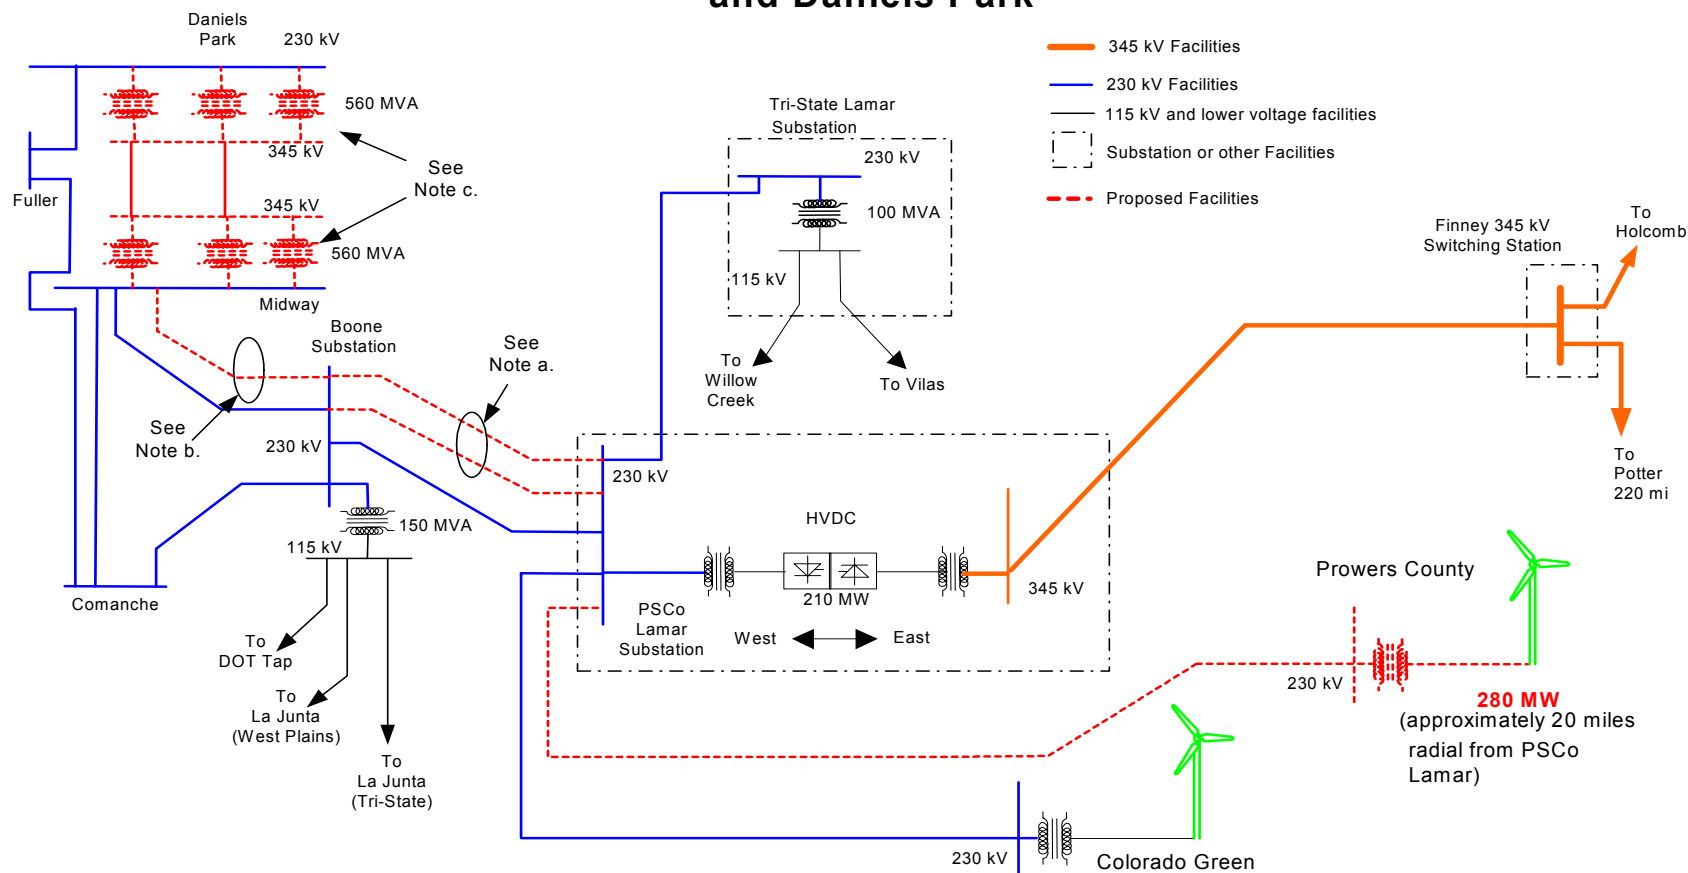 and Daniels Park
Daniels
Park
230 kV
560 MVA
345 kV
See
Note c.
Fuller
345 kV
560 MVA
Midway
345 kV Facilities
230 kV Facilities
115 kV and lower voltage facilities
Substation or other Facilities
Proposed Facilities
Tri-State Lamar
Substation
230 kV
100 MVA
115 kV
To
Willow
Creek
To Vilas
Finney 345 kV
Switching Station
To
Holcomb
To
Potter
220 mi
Boone
Substation
See
Note a.
See
Note b.
230 kV
150 MVA
115 kV
Comanche
To
DOT Tap
To
La Junta
(West Plains)
To
La Junta
(Tri-State)
230 kV
HVDC
210 MW
345 kV
PSCo
Lamar
Substation
West
East
Prowers County
230 kV
280 MW
(approximately 20 miles
radial from PSCo
Lamar)
230 kV
Colorado Green